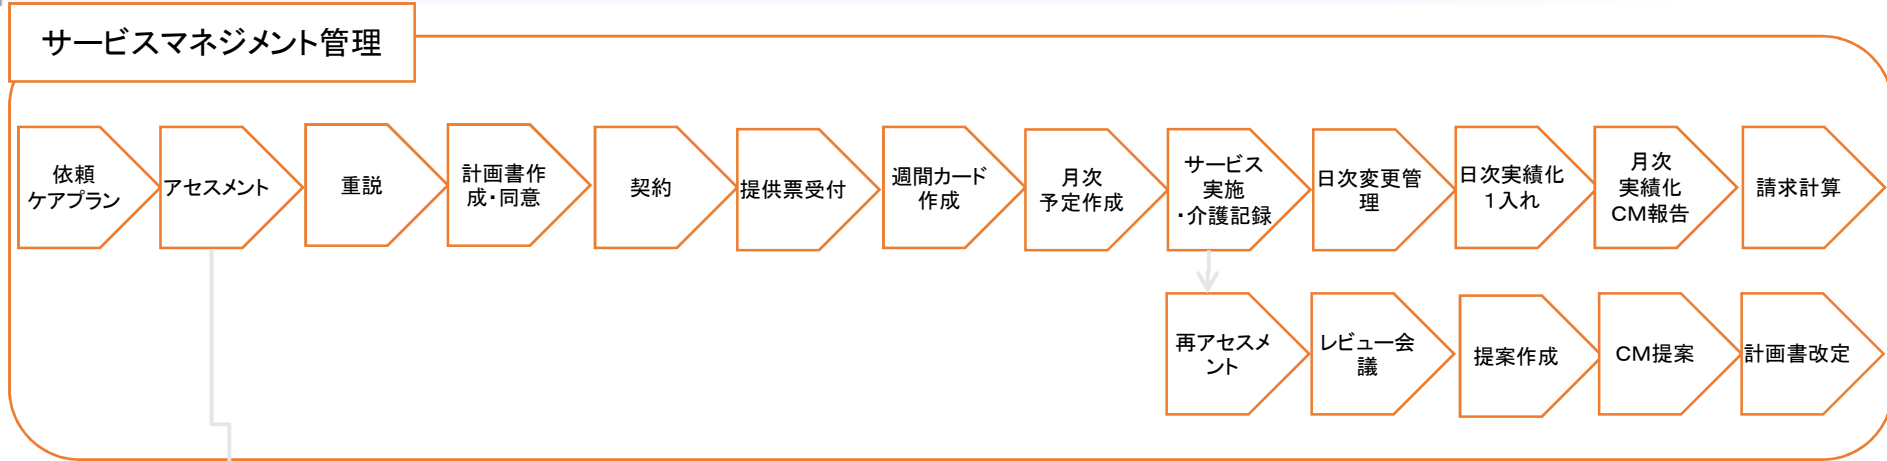 サービスマネジメント管理
依頼
ケアプラン
アセスメント
重説
計画書作
成・同意
契約
提供票受付
週間カード
作成
月次
予定作成
サービス
実施
・介護記録
日次変更管
理
日次実績化
1入れ
月次
実績化
CM報告
請求計算
再アセスメ
ント
レビュー会
議
提案作成
CM提案
計画書改定